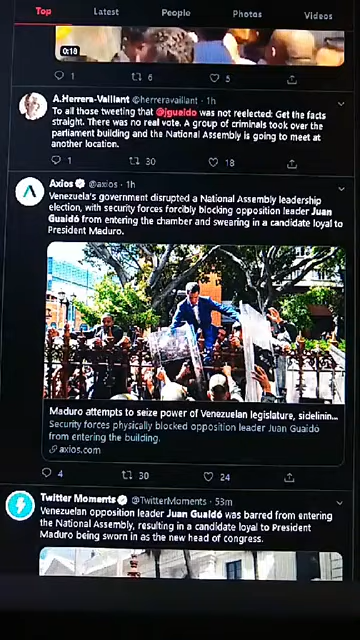 Top Latest People Photos Videos
0:18
1 6 5
A.Herrera-Vaillant @herreravaillant · 1h
To all those tweeting that @jguaido was not reelected: Get the facts
straight. There was no real vote. A group of criminals took over the
parliament building and the National Assembly is going to meet at
another location.
1 30 18
Axios @axios · 1h
Venezuela's government disrupted a National Assembly leadership
election, with security forces forcibly blocking opposition leader Juan
Guaidó from entering the chamber and swearing in a candidate loyal to
President Maduro.
Maduro attempts to seize power of Venezuelan legislature, sidelinin...
Security forces physically blocked opposition leader Juan Guaidó
from entering the building.
axios.com
4 30 24
Twitter Moments @TwitterMoments · 53m
Venezuelan opposition leader Juan Guaidó was barred from entering
the National Assembly, resulting in a candidate loyal to President
Maduro being sworn in as the new head of congress.